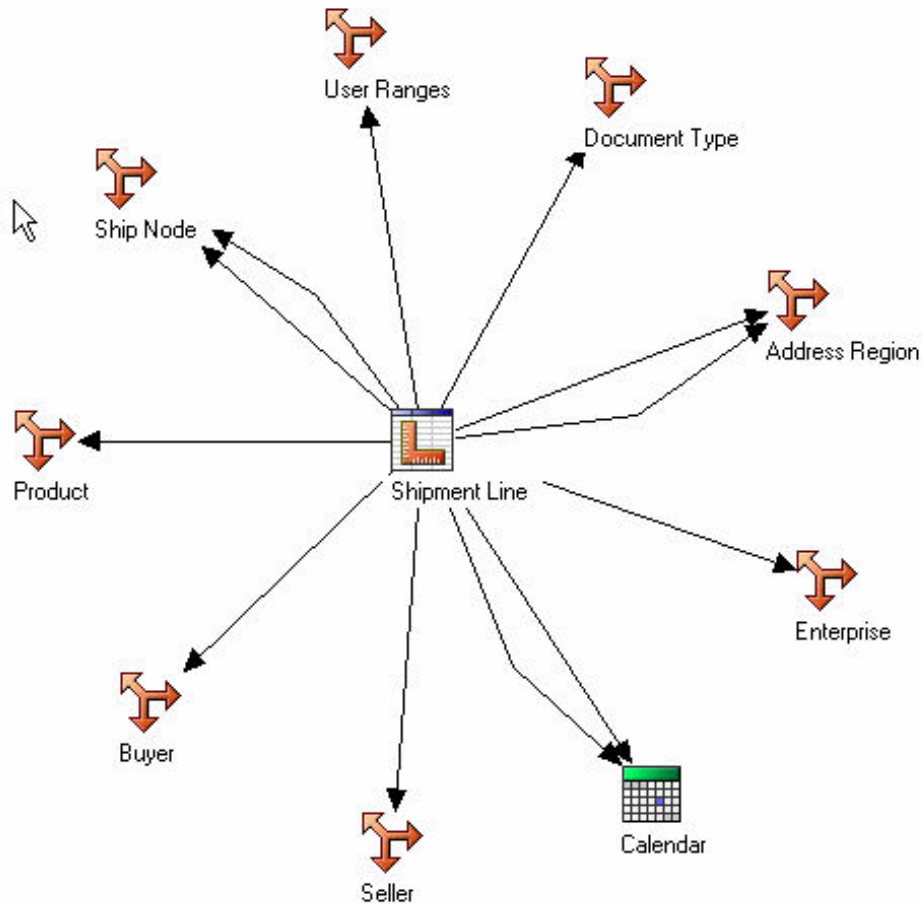 User Ranges
Document Type
Ship Node
Address Region
Product
Shipment Line
Enterprise
Buyer
Calendar
Seller